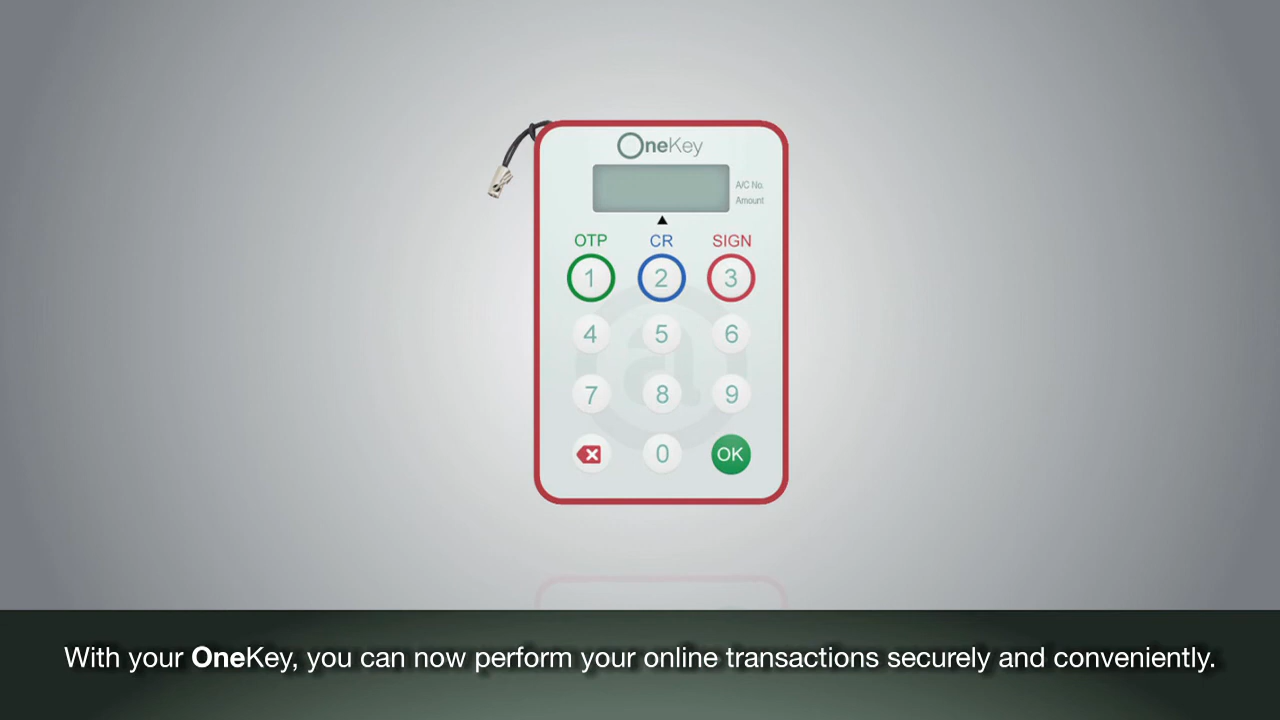 OneKey
A/C No.
Amount
OTP CR SIGN
1 2 3
4 5 6
7 8 9
0 OK
With your OneKey, you can now perform your online transactions securely and conveniently.